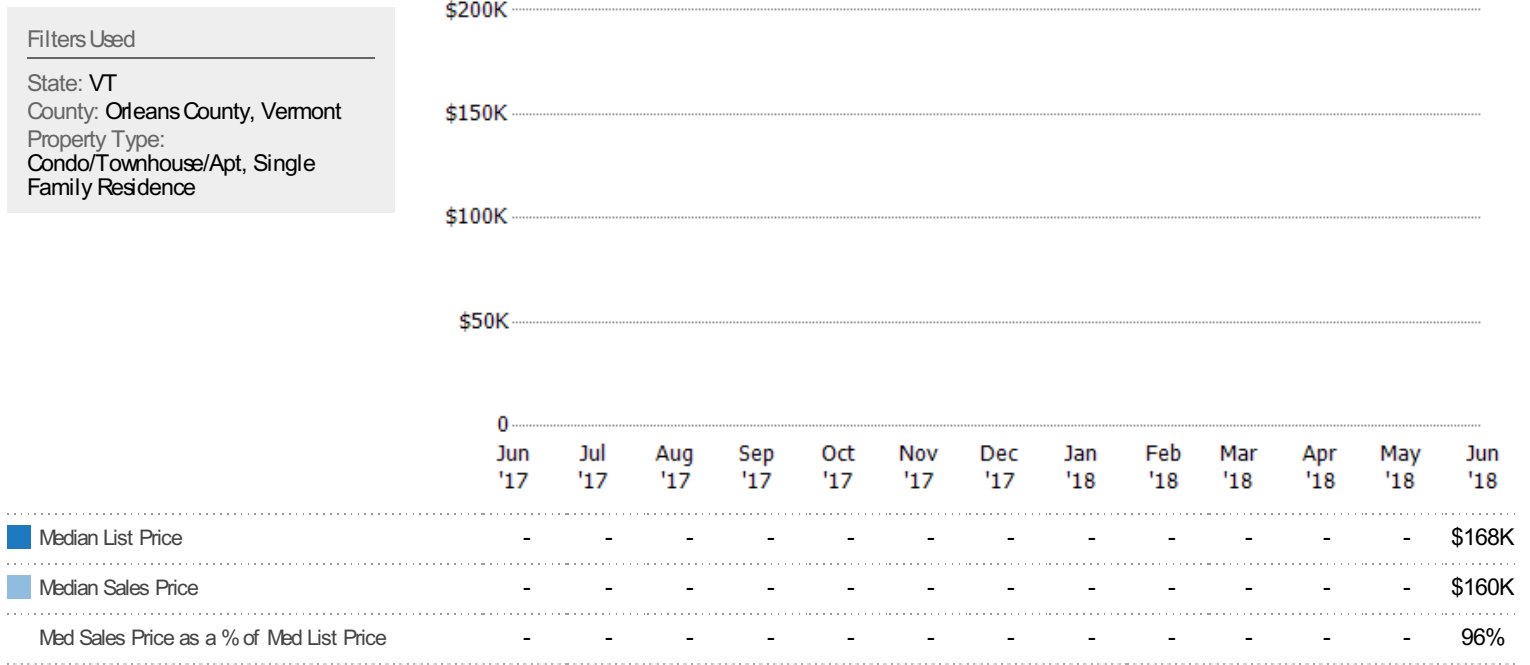 Filters Used
State: VT
County: Orleans County, Vermont
Property Type:
Condo/Townhouse/Apt, Single
Family Residence
$200K
$150K
$100K
$50K
0
Jun Jul Aug Sep Oct Nov Dec Jan Feb Mar Apr May Jun
'17 '17 '17 '17 '17 '17 '17 '18 '18 '18 '18 '18 '18
Median List Price - - - - - - - - - - - - $168K
Median Sales Price - - - - - - - - - - - - $160K
Med Sales Price as a % of Med List Price - - - - - - - - - - - - 96%